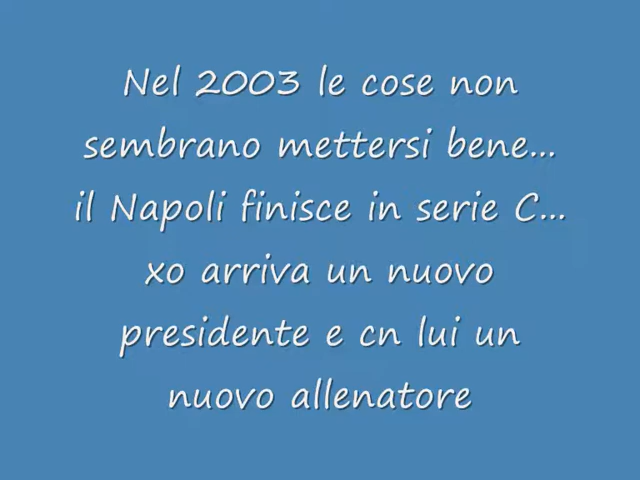 Nel 2003 le cose non
sembrano mettersi bene...
il Napoli finisce in serie C...
xo arriva un nuovo
presidente e cn lui un
nuovo allenatore